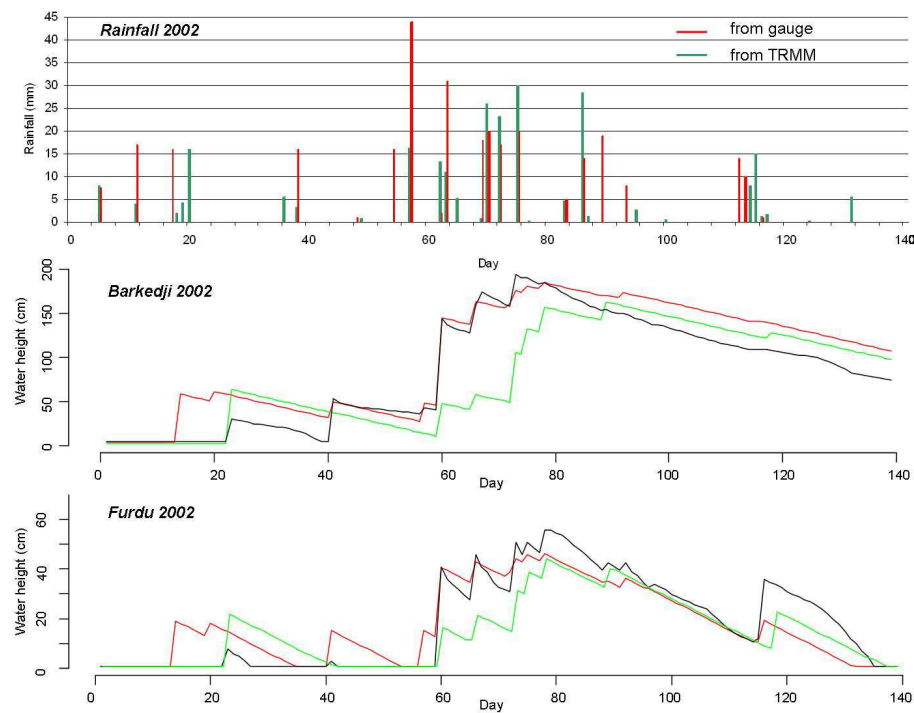 Rainfall 2002
from gauge
from TRMM
Rainfall (mm)
45
40
35
30
25
20
15
10
5
0
0 20 40 60 80 100 120 140
Day
Barkedji 2002
Water height (cm)
200
150
100
50
0
0 20 40 60 80 100 120 140
Day
Furdu 2002
Water height (cm)
60
40
20
0
0 20 40 60 80 100 120 140
Day